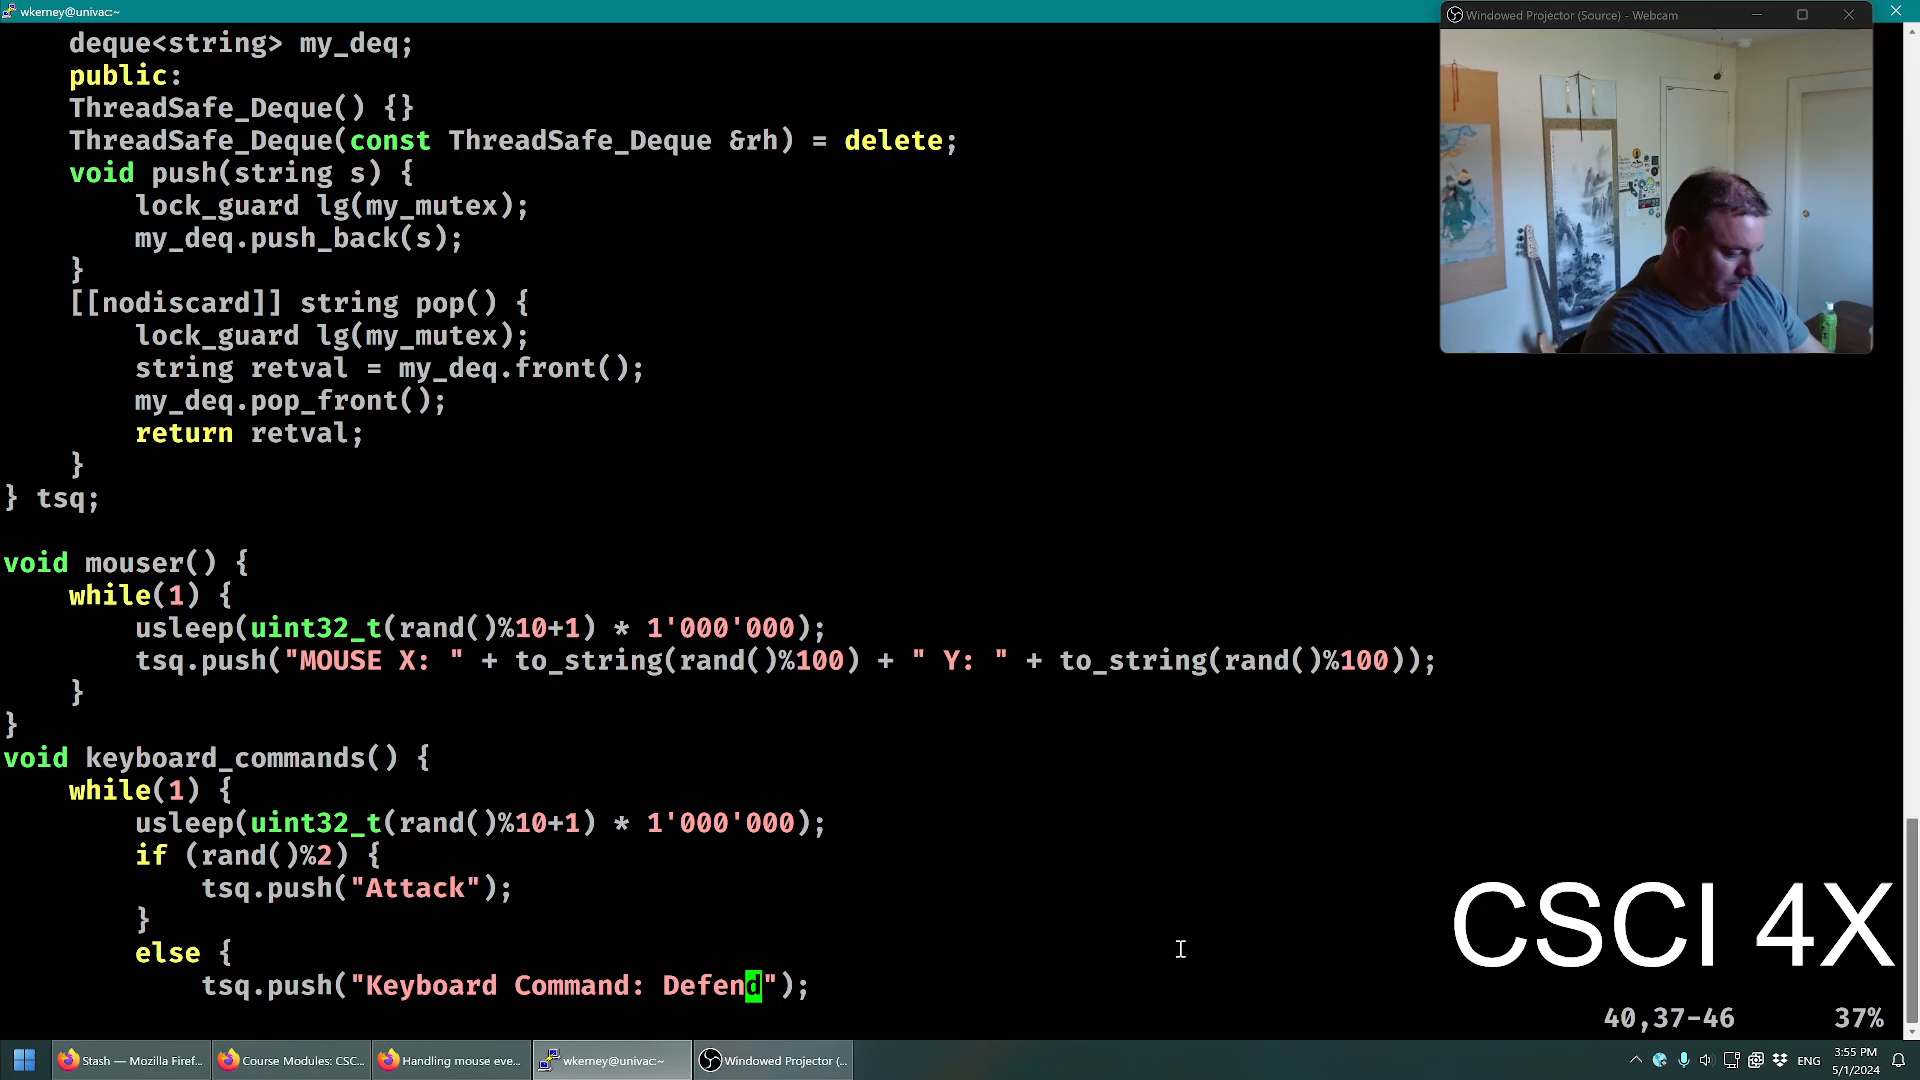 wkerney@univac:~
Windowed Projector (Source) - Webcam
deque<string> my_deq;
public:
ThreadSafe_Deque() {}
ThreadSafe_Deque(const ThreadSafe_Deque &rh) = delete;
void push(string s) {
lock_guard lg(my_mutex);
my_deq.push_back(s);
}
[[nodiscard]] string pop() {
lock_guard lg(my_mutex);
string retval = my_deq.front();
my_deq.pop_front();
return retval;
}
} tsq;
void mouser() {
while(1) {
usleep(uint32_t(rand()%10+1) * 1'000'000);
tsq.push("MOUSE X: " + to_string(rand()%100) + " Y: " + to_string(rand()%100));
}
}
void keyboard_commands() {
while(1) {
usleep(uint32_t(rand()%10+1) * 1'000'000);
if (rand()%2) {
tsq.push("Attack");
}
else {
tsq.push("Keyboard Command: Defend");
CSCI 4X
40,37-46 37%
Stash — Mozilla Firef...
Course Modules: CSC...
Handling mouse eve...
wkerney@univac:~
Windowed Projector (...
ENG
3:55 PM
5/1/2024